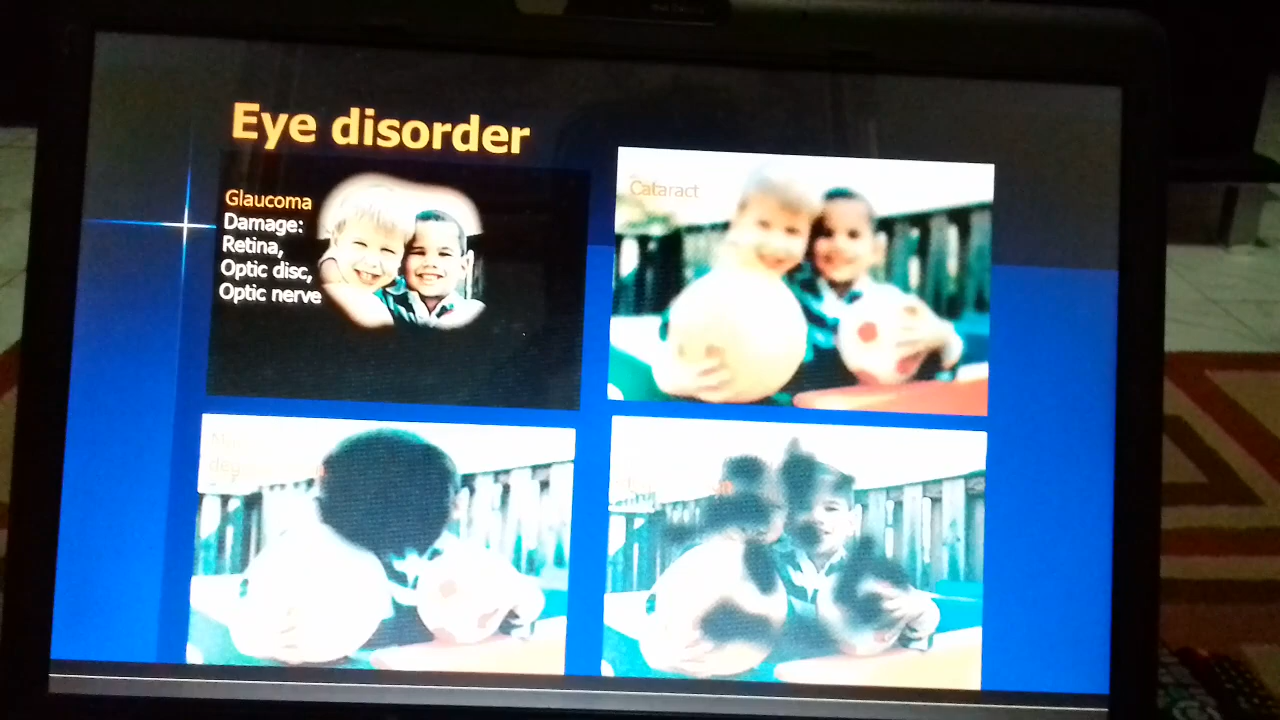 Eye disorder
Glaucoma
Damage:
Retina,
Optic disc,
Optic nerve
Cataract